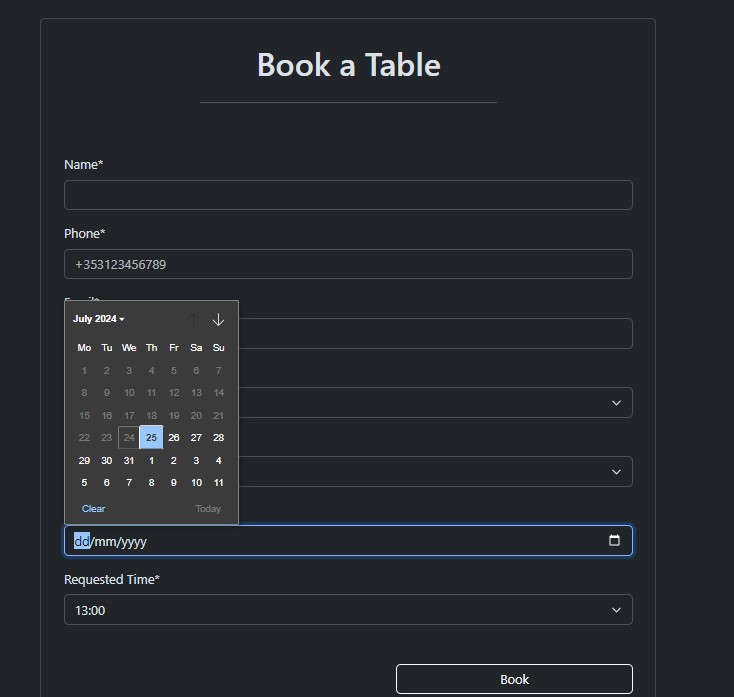 Book a Table
Name*
Phone*
+353123456789
July 2024
Mo Tu We Th Fr Sa Su
1 2 3 4 5 6 7
8 9 10 11 12 13 14
15 16 17 18 19 20 21
22 23 24 25 26 27 28
29 30 31 1 2 3 4
5 6 7 8 9 10 11
Clear Today
dd/mm/yyyy
Requested Time*
13:00
Book